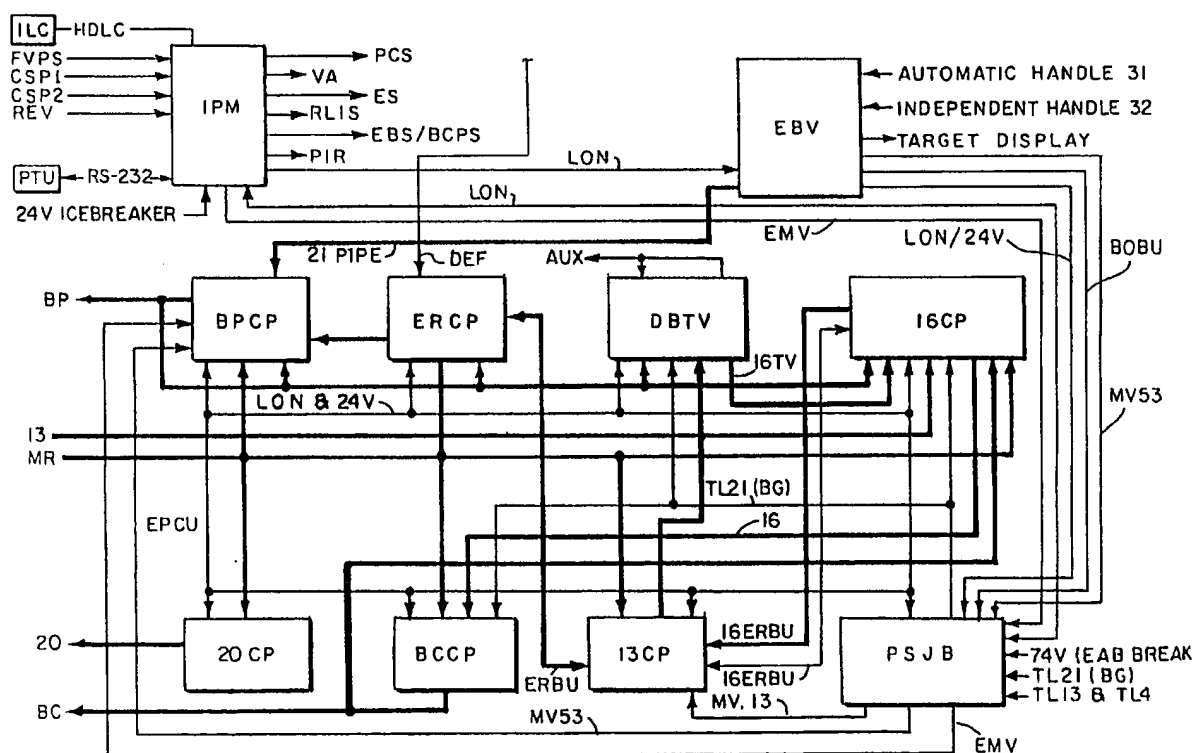 ILC HDLC
FVPS
CSP1
CSP2
REV
IPM
PCS
VA
ES
RLIS
EBS/BCPS
PIR
EBV
AUTOMATIC HANDLE 31
INDEPENDENT HANDLE 32
TARGET DISPLAY
LON
PTU RS-232
24V ICEBREAKER
LON
EMV
LON/24V
BOBU
21 PIPE
DEF
AUX
BP
BPCP
ERCP
DBTV
16CP
16TV
LON & 24V
MV53
13
MR
TL21(BG)
EPCU
16
20
20CP
BCCP
13CP
16ERBU
PSJB
74V (EAB BREAK
ERBU
16ERBU
TL21(BG)
TL13 & TL4
BC
MV53
MV, 13
EMV